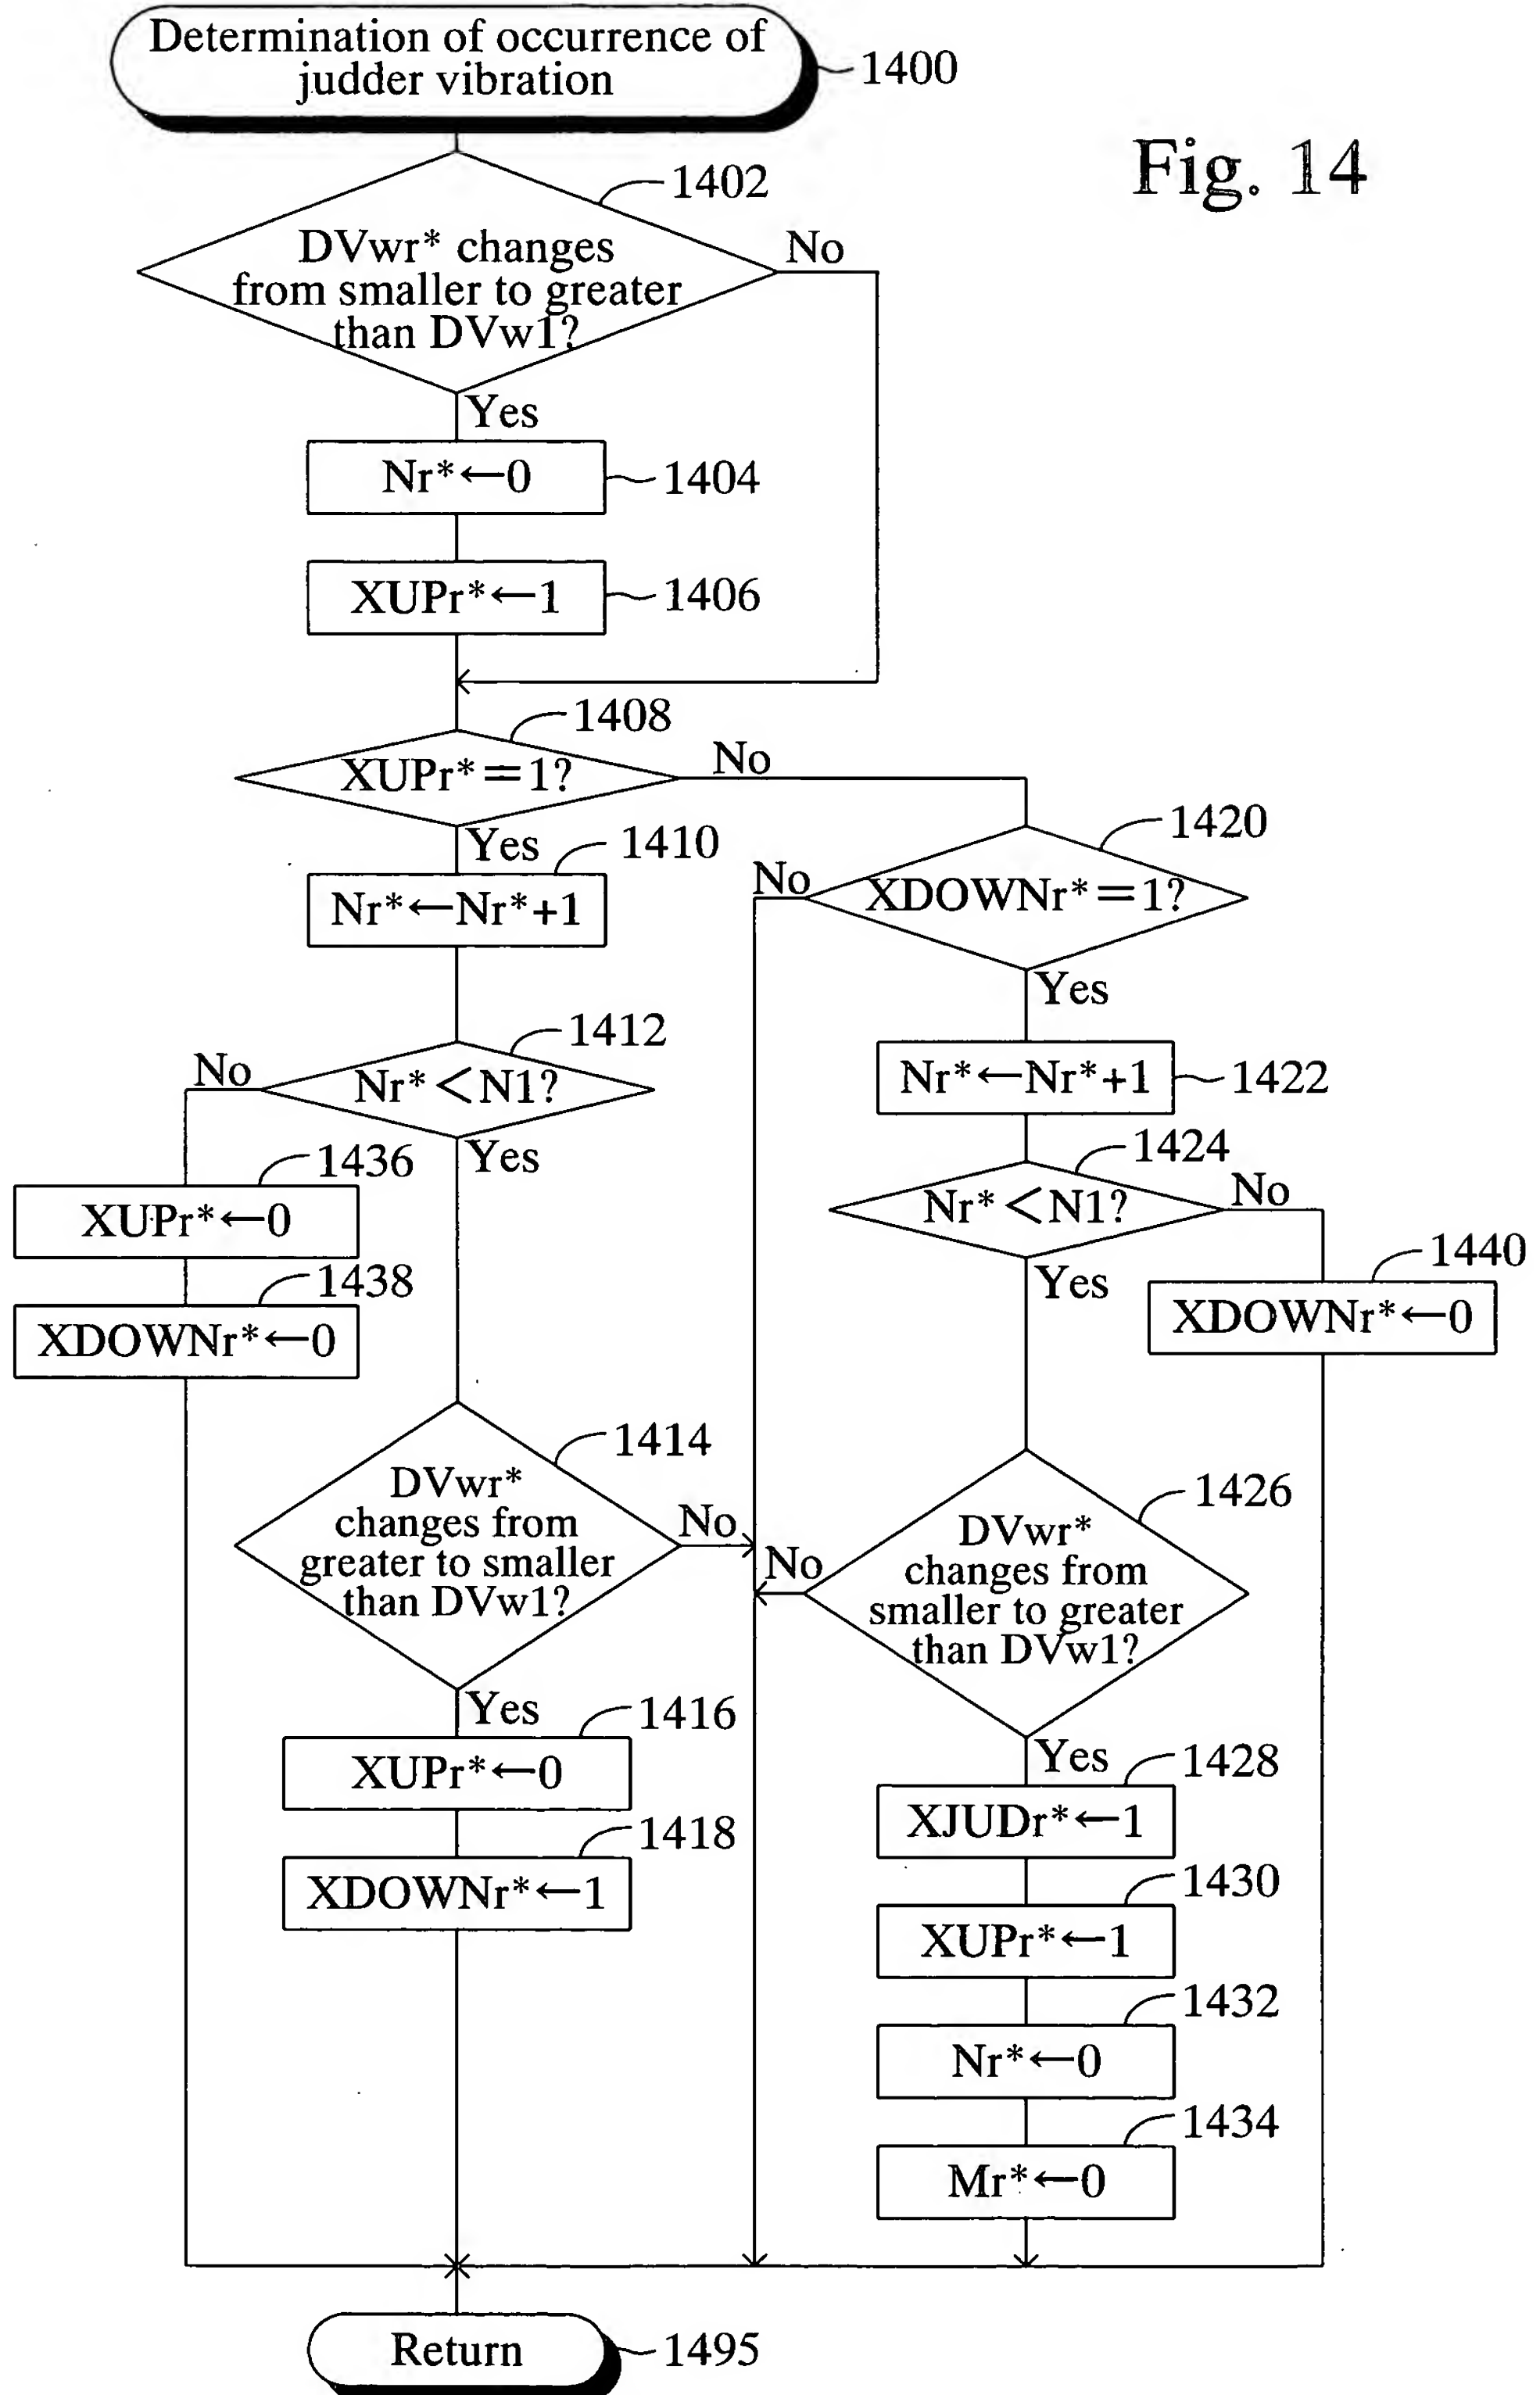 Determination of occurrence of
judder vibration
1400
Fig. 14
1402
DVwr* changes
from smaller to greater
than DVw1?
No
Yes
Nr*←0
1404
XUPr*←1
1406
1408
XUPr*=1?
No
Yes
1410
Nr*←Nr*+1
1420
No
XDOWNr*=1?
Yes
1412
No
Nr*<N1?
Yes
Nr*←Nr*+1
1422
1424
Nr*<N1?
No
Yes
1436
XUPr*←0
1438
XDOWNr*←0
1440
XDOWNr*←0
1414
DVwr*
changes from
greater to smaller
than DVw1?
No
Yes
1426
No
DVwr*
changes from
smaller to greater
than DVw1?
Yes
1416
XUPr*←0
1418
XDOWNr*←1
1428
XJUDr*←1
1430
XUPr*←1
1432
Nr*←0
1434
Mr*←0
Return
1495